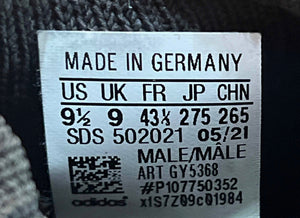 MADE IN GERMANY
US UK FR JP CHN
9½ 9 43⅓ 275 265
SDS 502021 05/21
MALE/MÂLE
ART GY5368
#P107750352
adidas x1S7Z09c01984